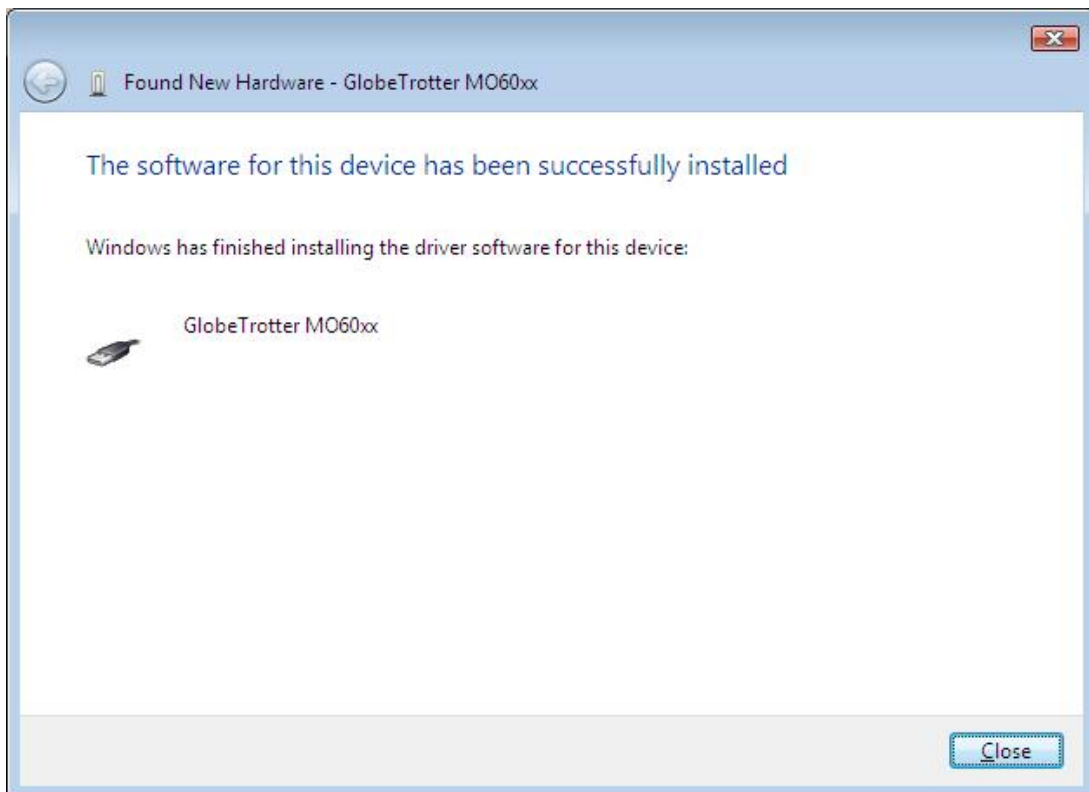 Found New Hardware - GlobeTrotter MO60xx
The software for this device has been successfully installed
Windows has finished installing the driver software for this device:
GlobeTrotter MO60xx
Close